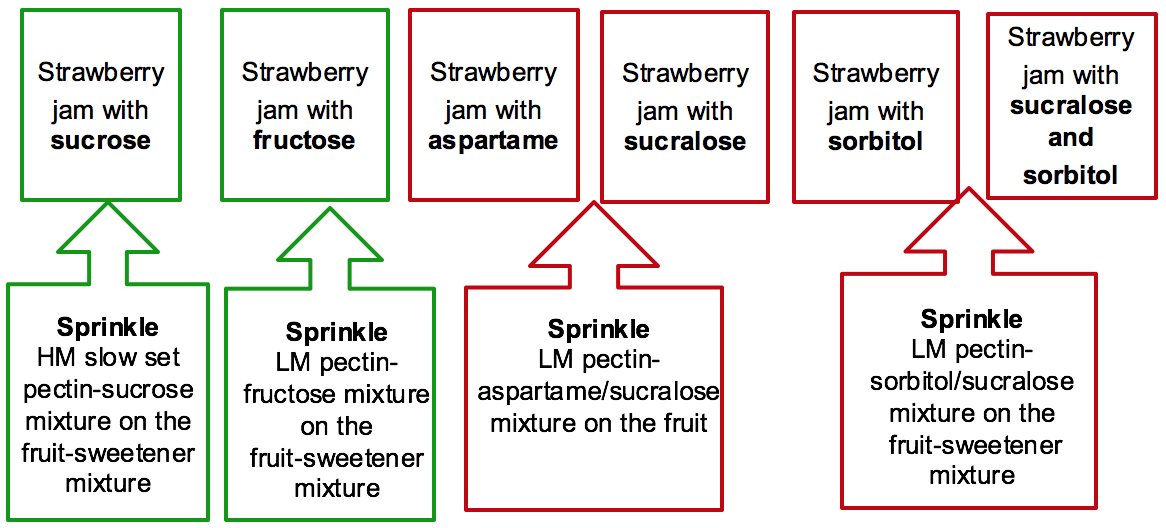 Strawberry
jam with
sucrose
Strawberry
jam with
fructose
Strawberry
jam with
aspartame
Strawberry
jam with
sucralose
Strawberry
jam with
sorbitol
Strawberry
jam with
sucralose
and
sorbitol
Sprinkle
HM slow set
pectin-sucrose
mixture on the
fruit-sweetener
mixture
Sprinkle
LM pectin-
fructose mixture
on the
fruit-sweetener
mixture
Sprinkle
LM pectin-
aspartame/sucralose
mixture on the fruit
Sprinkle
LM pectin-
sorbitol/sucralose
mixture on the
fruit-sweetener
mixture